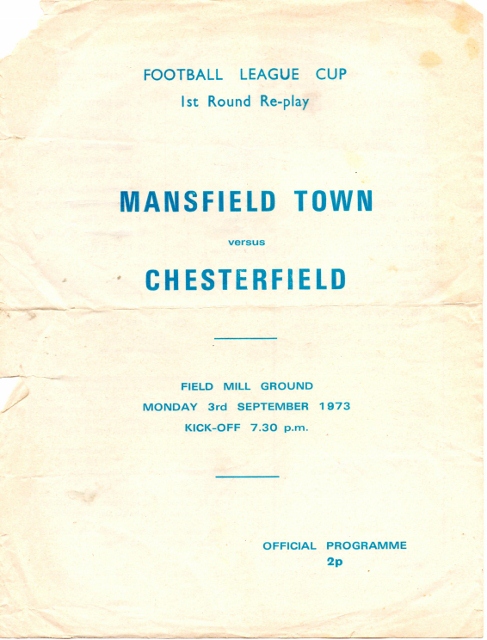 FOOTBALL LEAGUE CUP
1st Round Re-play
MANSFIELD TOWN
versus
CHESTERFIELD
FIELD MILL GROUND
MONDAY 3rd SEPTEMBER 1973
KICK-OFF 7.30 p.m.
OFFICIAL PROGRAMME
2p